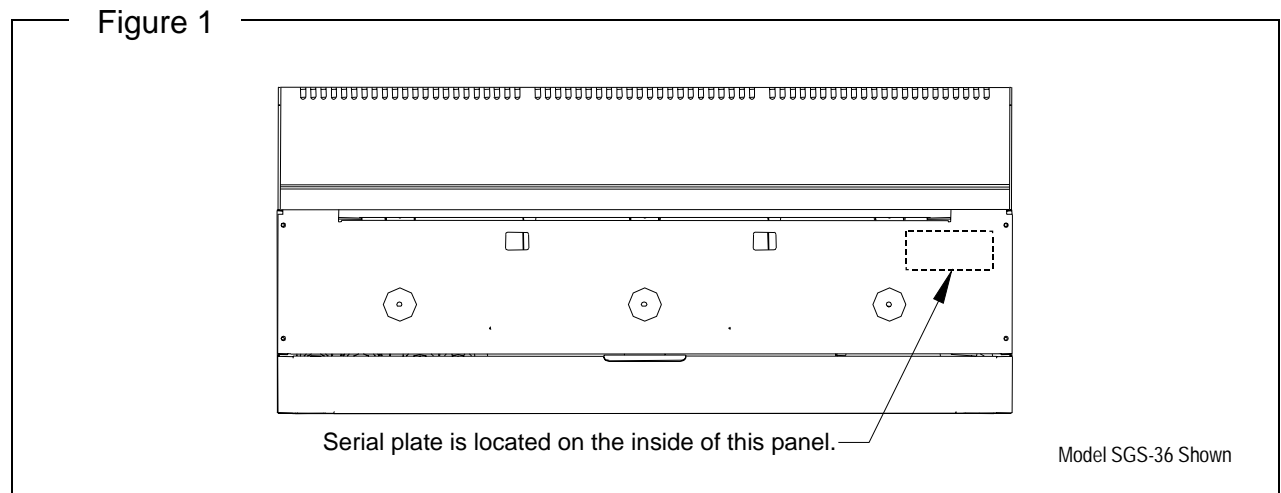 Figure 1
Serial plate is located on the inside of this panel.
Model SGS-36 Shown